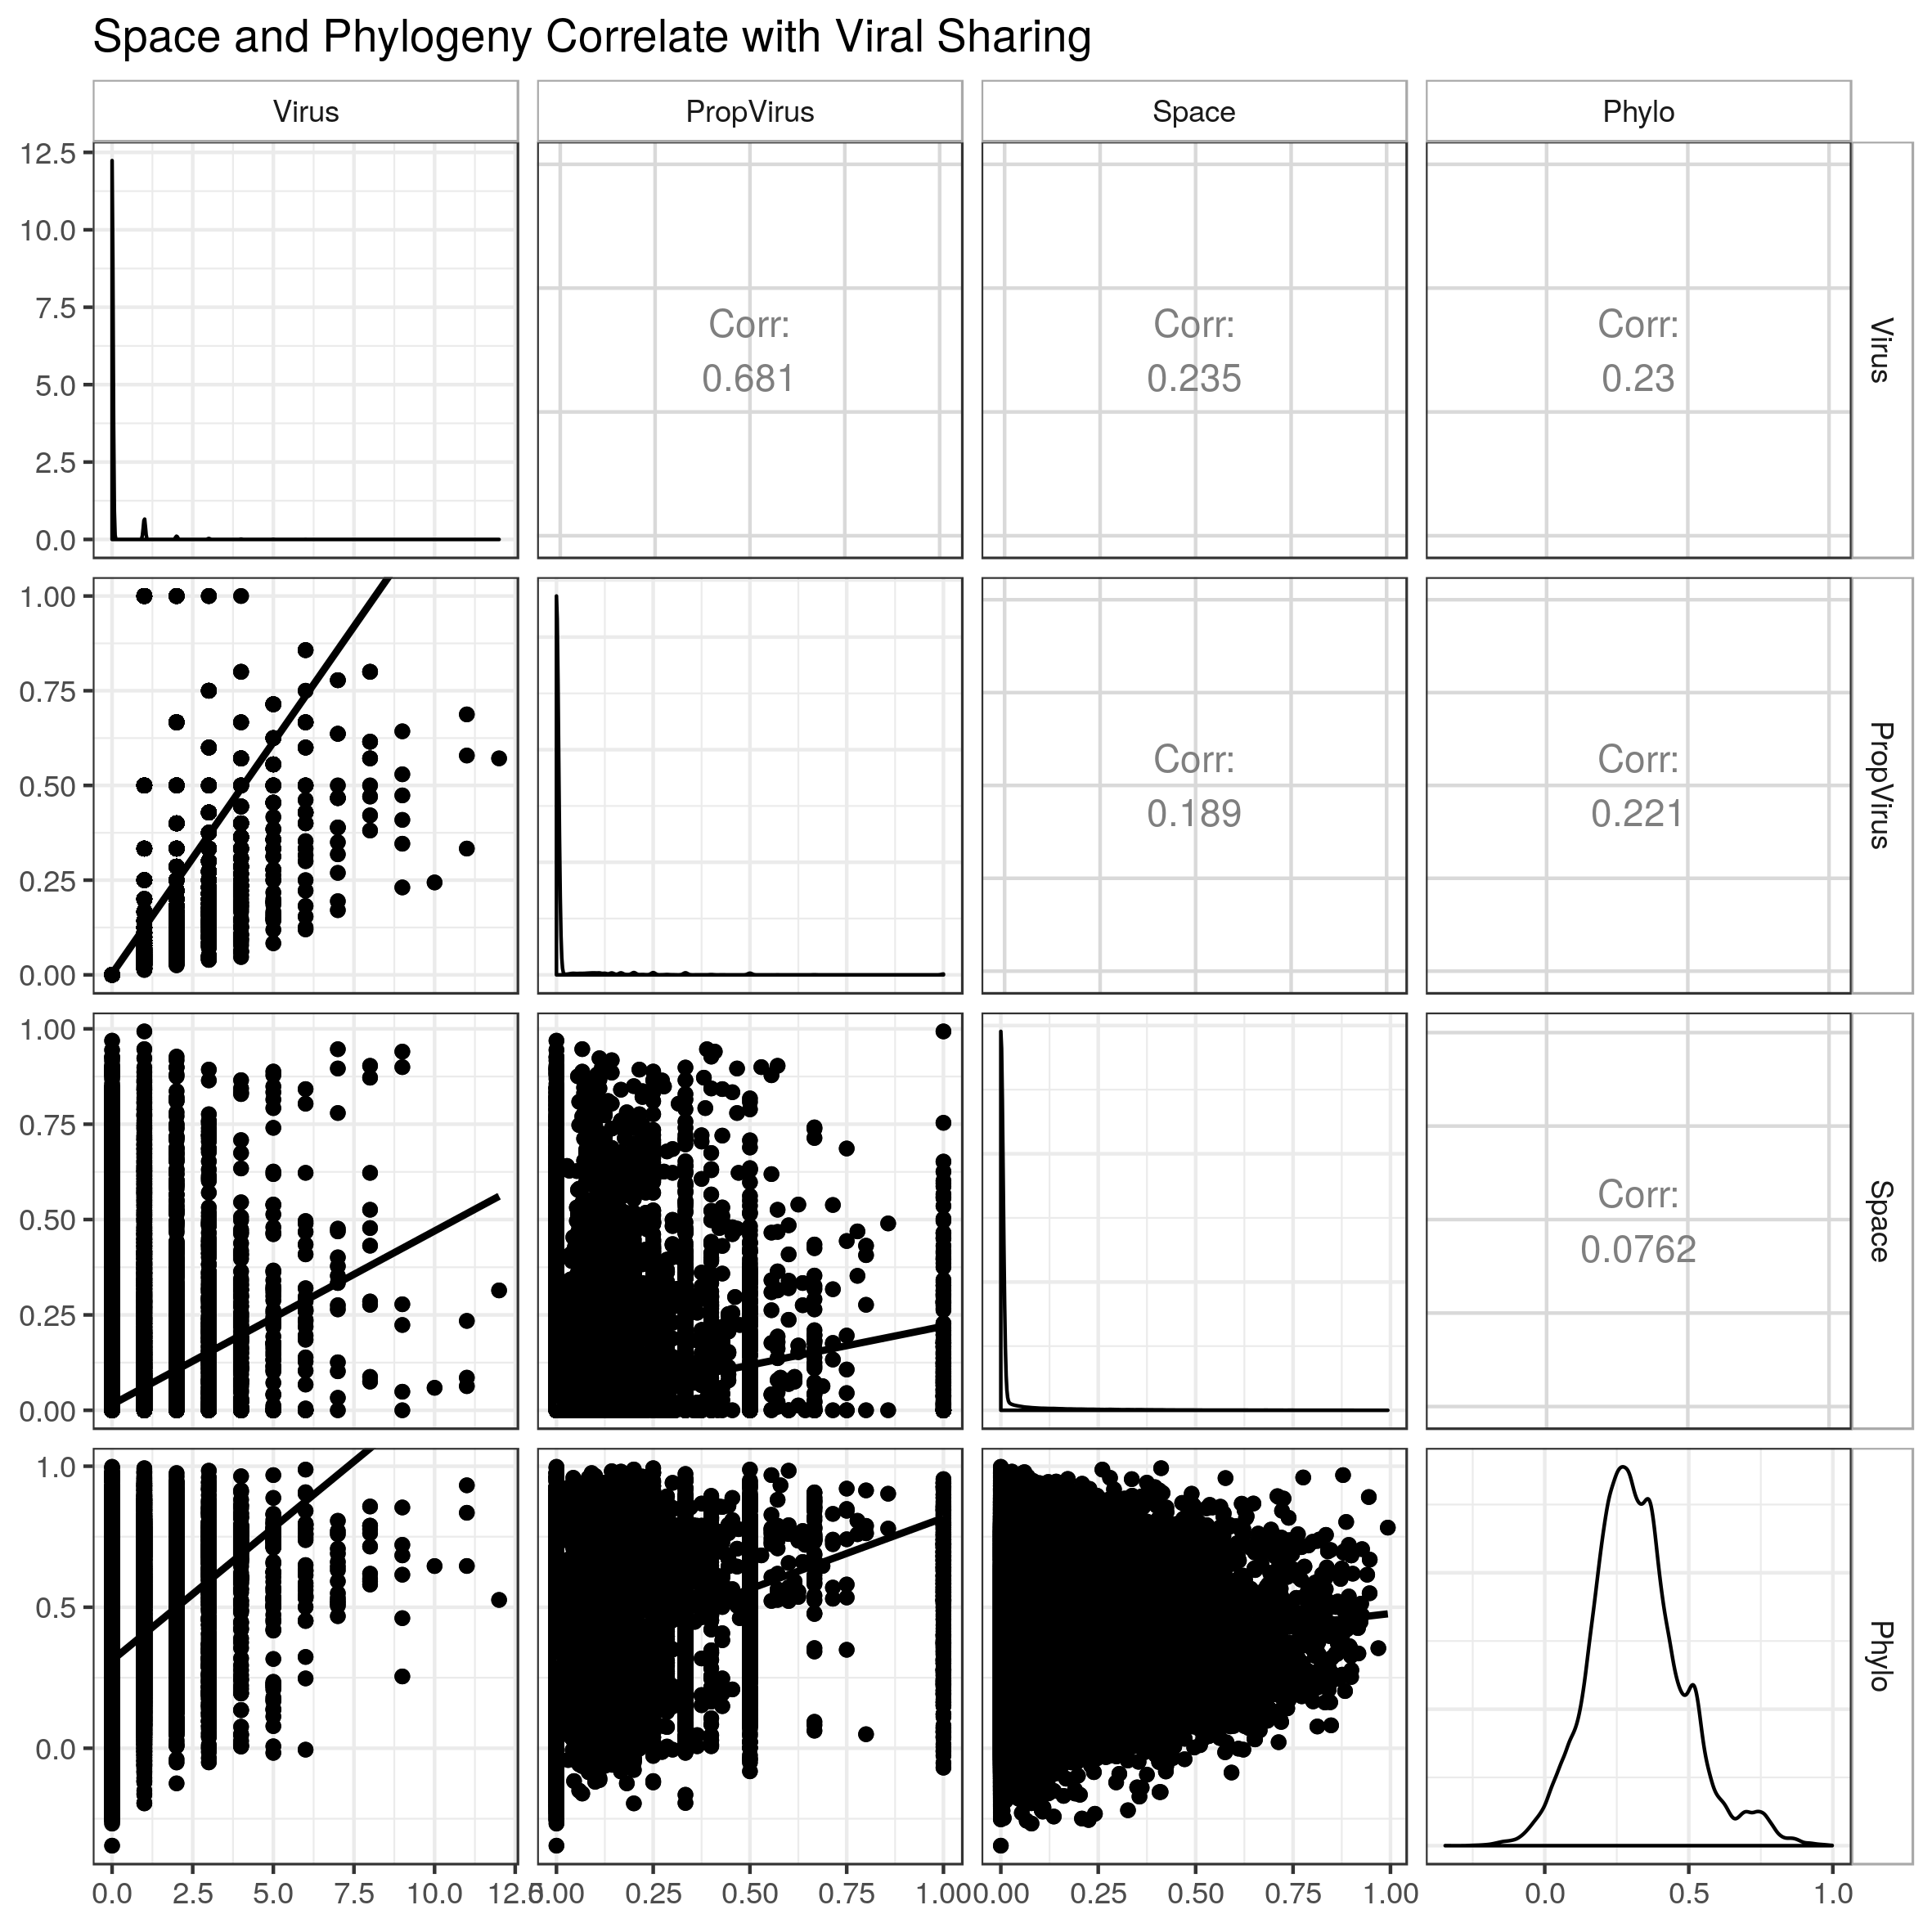 Space and Phylogeny Correlate with Viral Sharing
Virus PropVirus Space Phylo
12.5
10.0
7.5
5.0
2.5
0.0
Corr:
0.681
Corr:
0.235
Corr:
0.23
Virus
1.00
0.75
0.50
0.25
0.00
Corr:
0.189
Corr:
0.221
PropVirus
1.00
0.75
0.50
0.25
0.00
Corr:
0.0762
Space
1.0
0.5
0.0
Phylo
0.0 2.5 5.0 7.5 10.0 12.5 0.00 0.25 0.50 0.75 1.00 0.00 0.25 0.50 0.75 1.00 0.0 0.5 1.0